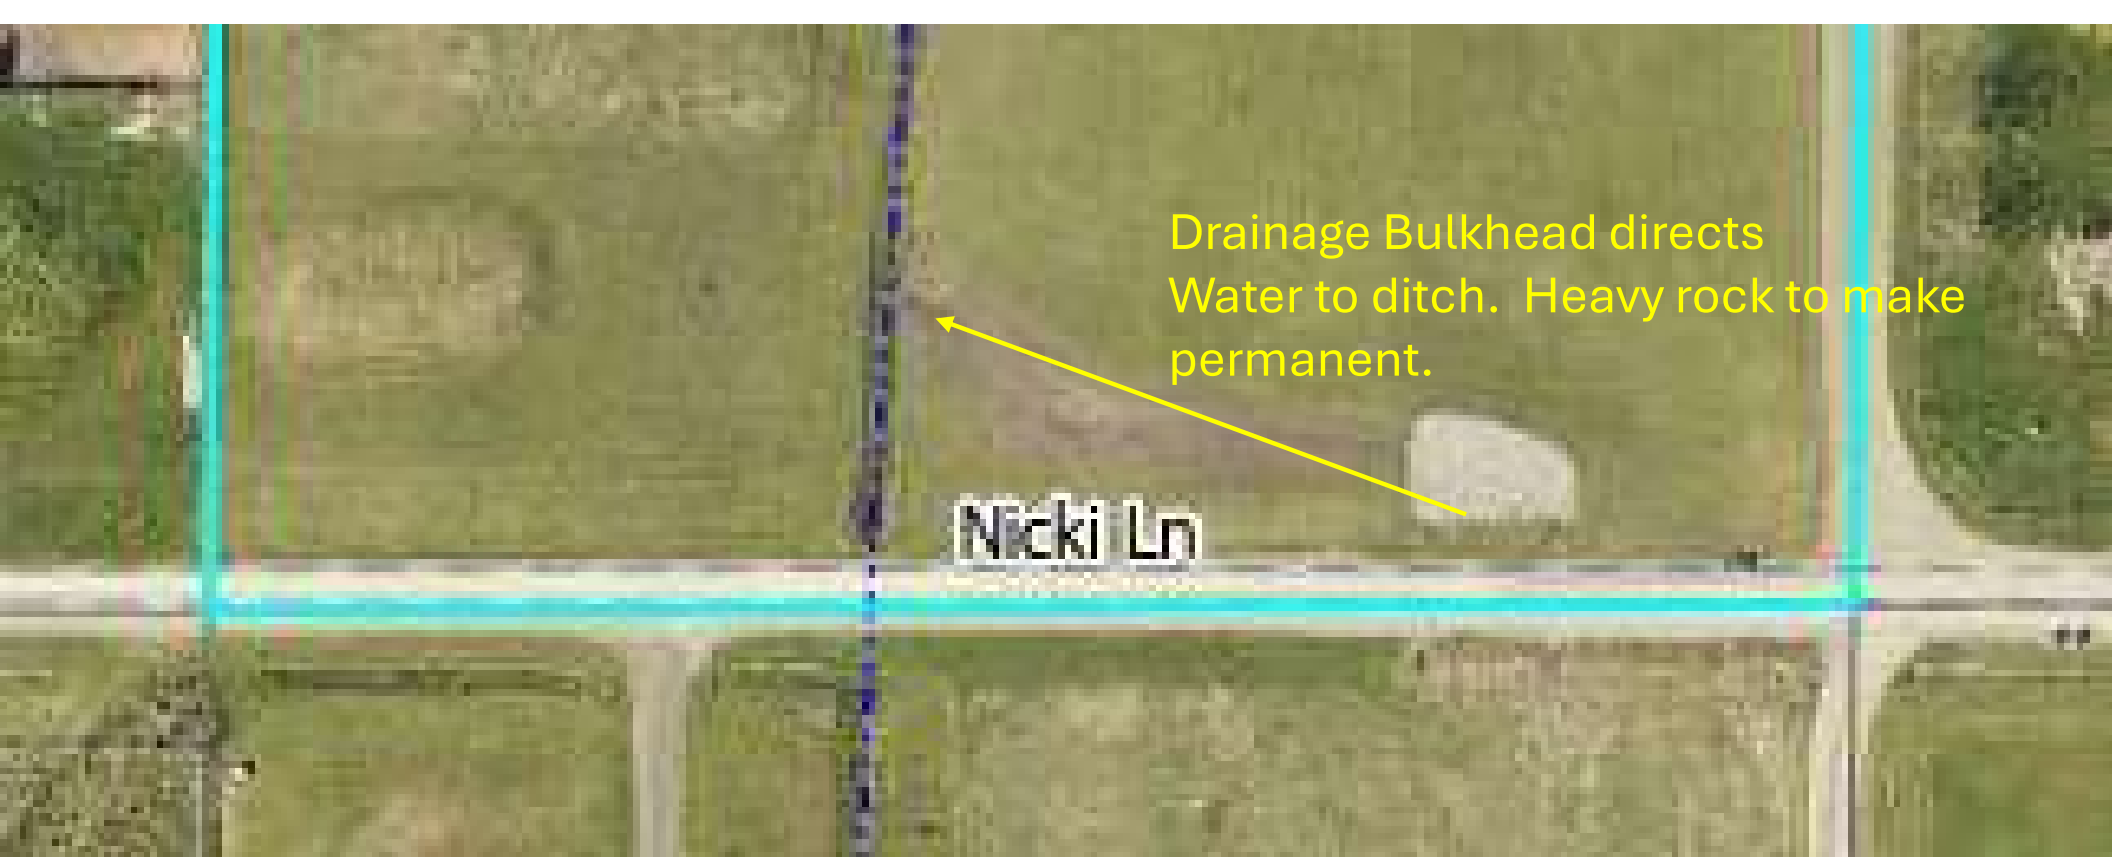 Drainage Bulkhead directs
Water to ditch.  Heavy rock to make
permanent.
Nicki Ln